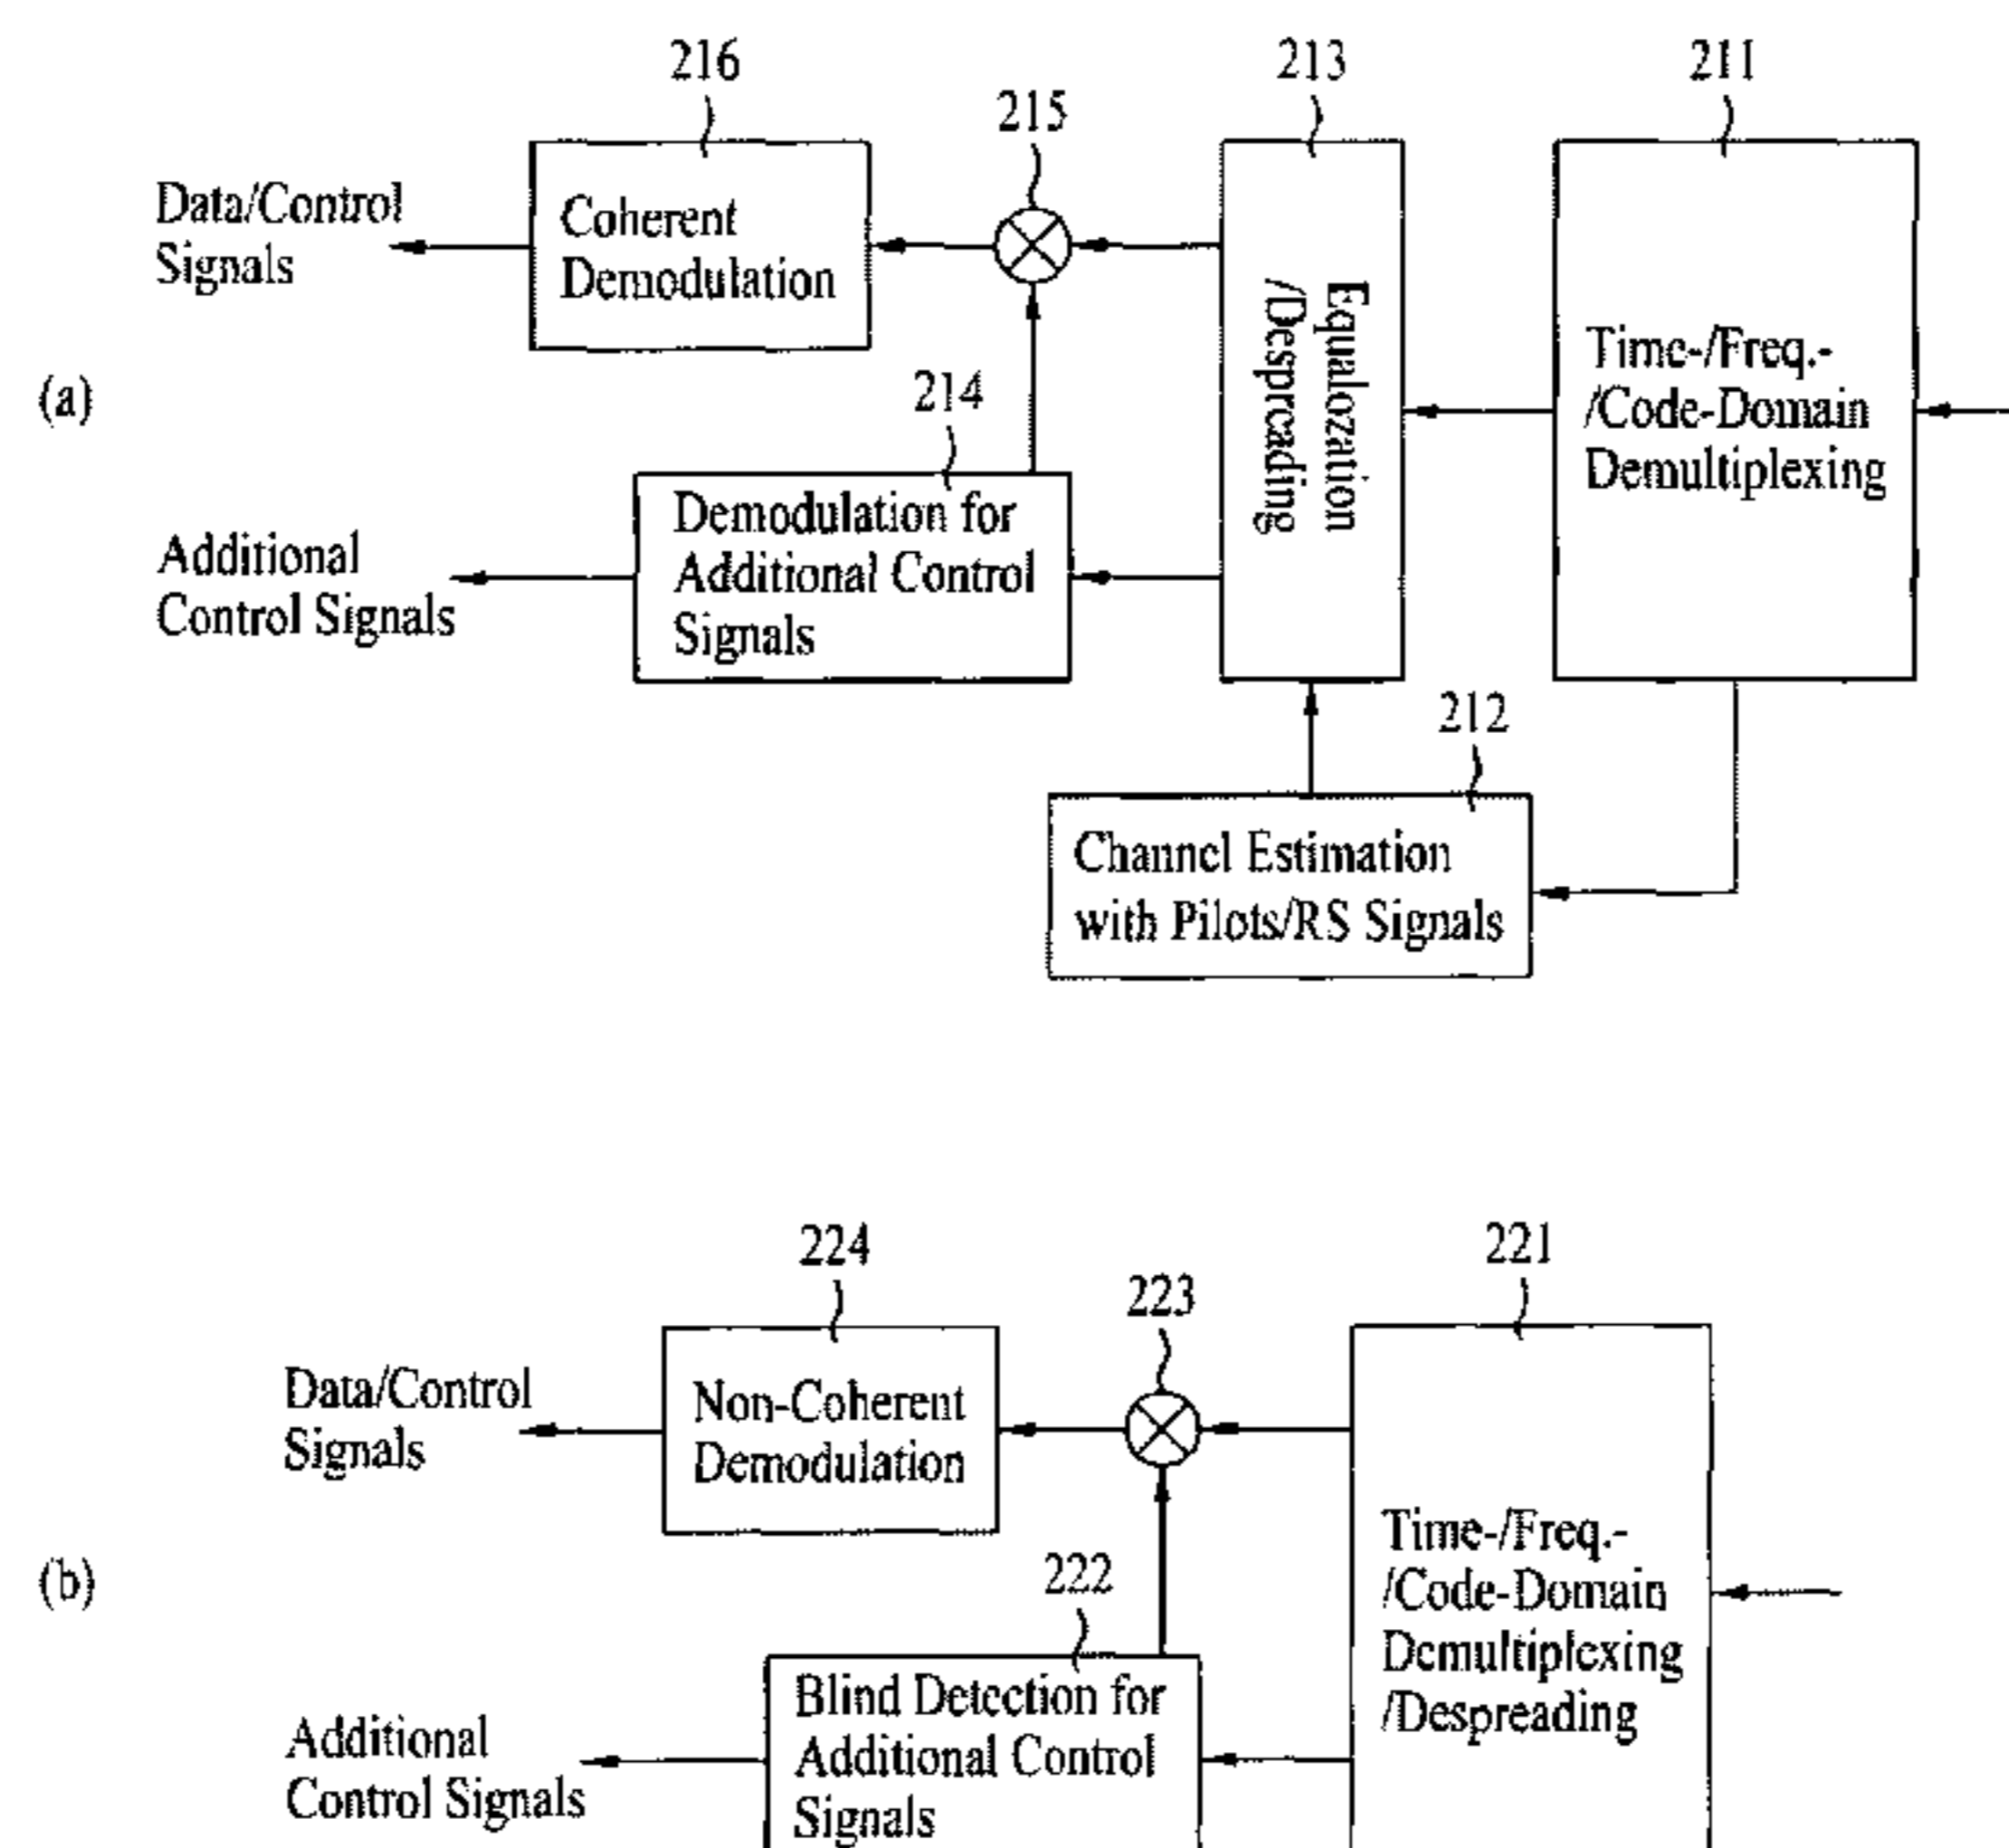 216
213
211
215
Data/Control
Signals
Coherent
Demodulation
Equalozation
/Despreading
Time-/Freq.-
/Code-Domain
Demultiplexing
(a)
214
Additional
Control Signals
Demodulation for
Additional Control
Signals
212
Channel Estimation
with Pilots/RS Signals
224
221
223
Data/Control
Signals
Non-Coherent
Demodulation
Time-/Freq.-
/Code-Domain
Demultiplexing
/Despreading
(b)
222
Additional
Control Signals
Blind Detection for
Additional Control
Signals